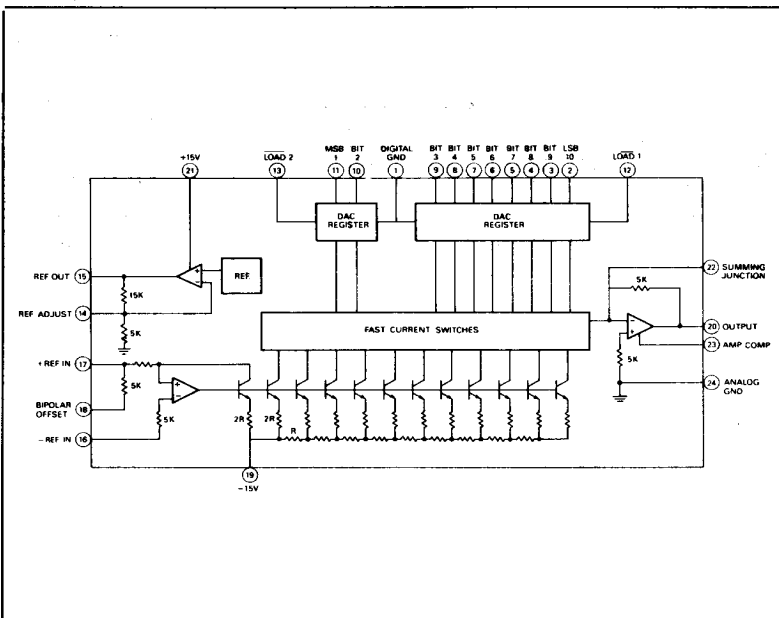 MSB BIT DIGITAL BIT BIT BIT BIT BIT BIT BIT LSB
+15V LOAD 2 1 2 GND 3 4 5 6 7 8 9 10 LOAD 1
21 13 11 10 1 9 8 7 6 5 4 3 2 12
DAC REGISTER
DAC REGISTER
REF OUT 15
REF
15K
REF ADJUST 14
5K
22 SUMMING JUNCTION
5K
FAST CURRENT SWITCHES
20 OUTPUT
23 AMP COMP
5K
24 ANALOG GND
+REF IN 17
5K
BIPOLAR OFFSET 18
5K
2R
2R
R
-REF IN 16
19
-15V